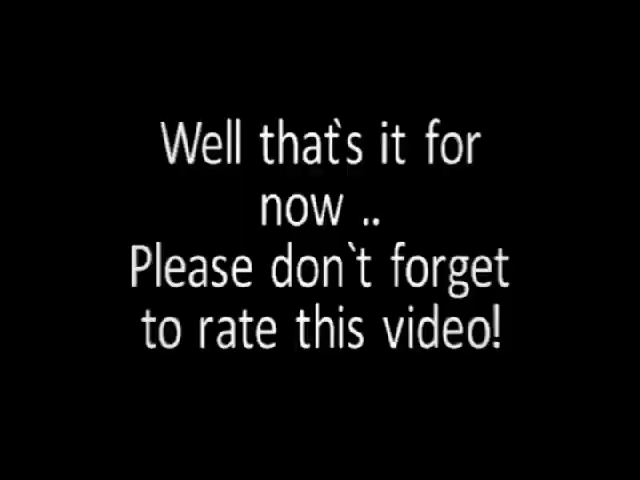 Well that`s it for
now ..
Please don`t forget
to rate this video!